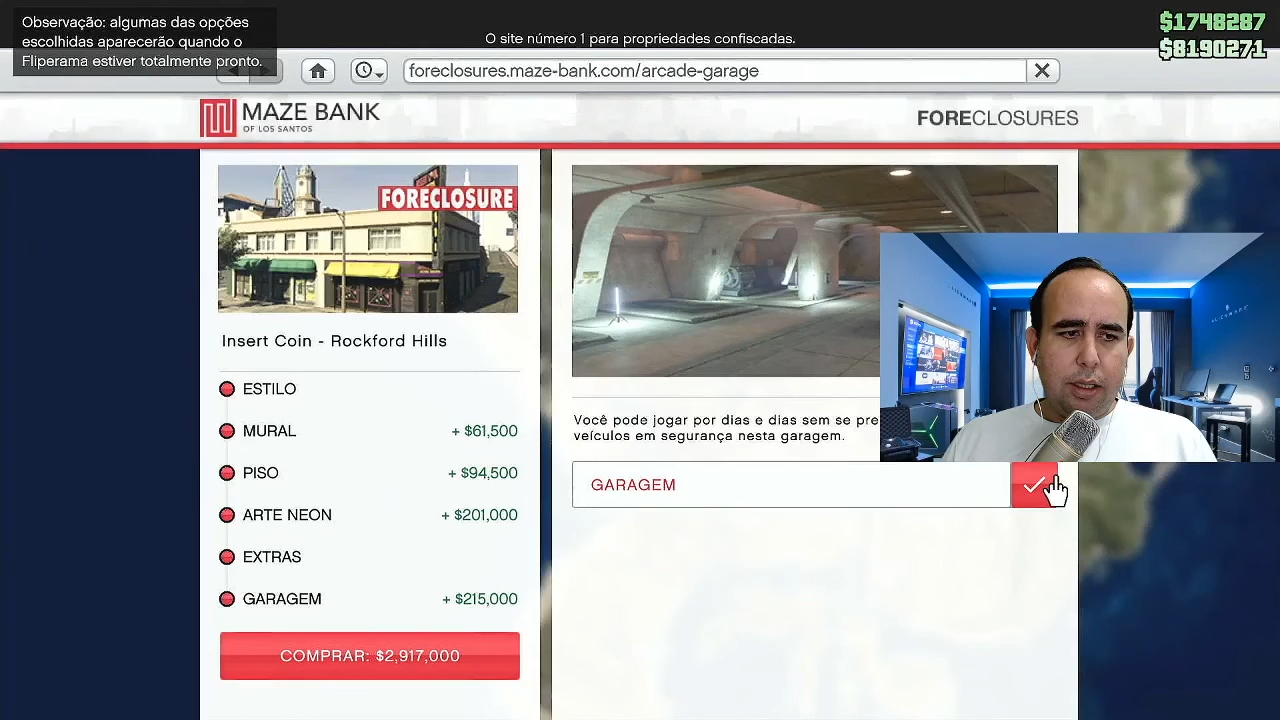 Observação: algumas das opções
escolhidas aparecerão quando o
Fliperama estiver totalmente pronto.
O site número 1 para propriedades confiscadas.
$1748287
$8190271
foreclosures.maze-bank.com/arcade-garage
MAZE BANK
OF LOS SANTOS
FORECLOSURES
FORECLOSURE
Insert Coin - Rockford Hills
ESTILO
MURAL + $61,500
PISO + $94,500
ARTE NEON + $201,000
EXTRAS
GARAGEM + $215,000
COMPRAR: $2,917,000
Você pode jogar por dias e dias sem se pre
veículos em segurança nesta garagem.
GARAGEM